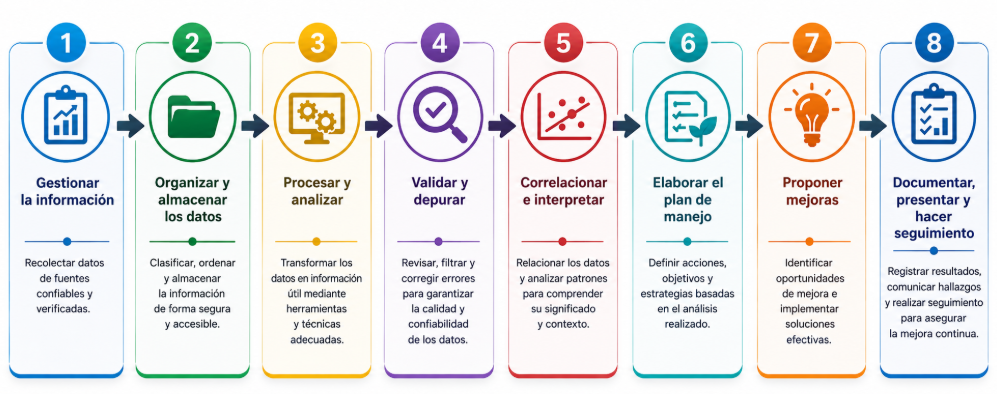 1
Gestionar
la información
Recolectar datos
de fuentes
confiables y
verificadas.
2
Organizar y
almacenar
los datos
Clasificar, ordenar
y almacenar
la información
de forma segura
y accesible.
3
Procesar y
analizar
Transformar los
datos en información
útil mediante
herramientas
y técnicas
adecuadas.
4
Validar y
depurar
Revisar, filtrar y
corregir errores
para garantizar
la calidad y
confiabilidad
de los datos.
5
Correlacionar
e interpretar
Relacionar los datos
y analizar patrones
para comprender
su significado
y contexto.
6
Elaborar el
plan de
manejo
Definir acciones,
objetivos y
estrategias basadas
en el análisis
realizado.
7
Proponer
mejoras
Identificar
oportunidades
de mejora e
implementar
soluciones
efectivas.
8
Documentar,
presentar y
hacer
seguimiento
Registrar resultados,
comunicar hallazgos
y realizar seguimiento
para asegurar
la mejora continua.